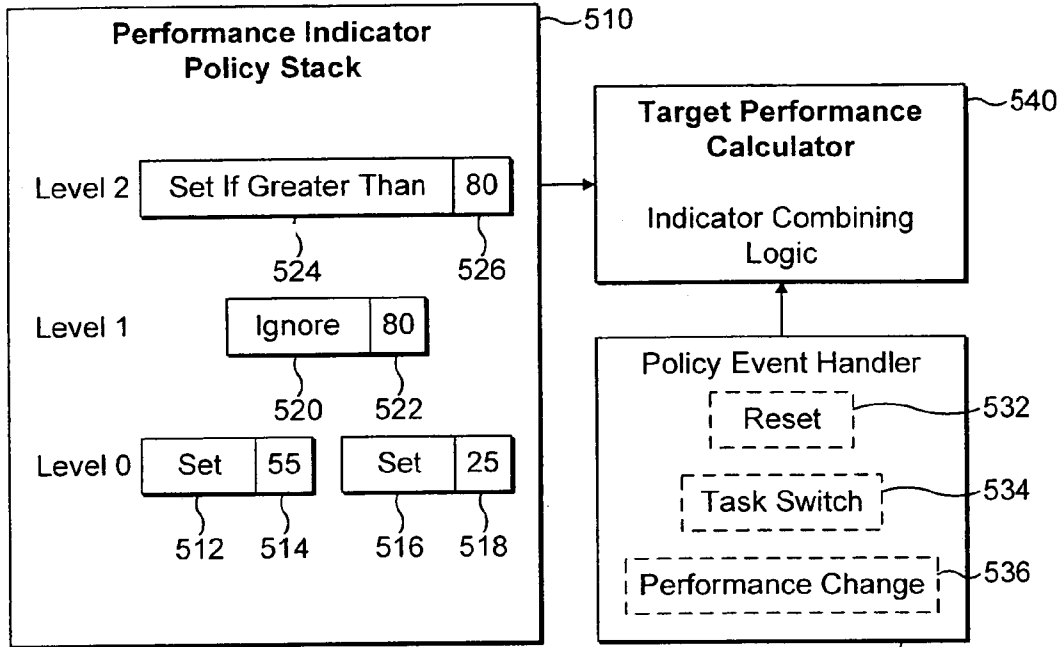 Performance Indicator
Policy Stack
510
Level 2
Set If Greater Than
80
524
526
Level 1
Ignore
80
520
522
Level 0
Set
55
Set
25
512
514
516
518
Target Performance
Calculator
Indicator Combining
Logic
540
Policy Event Handler
Reset
532
Task Switch
534
Performance Change
536